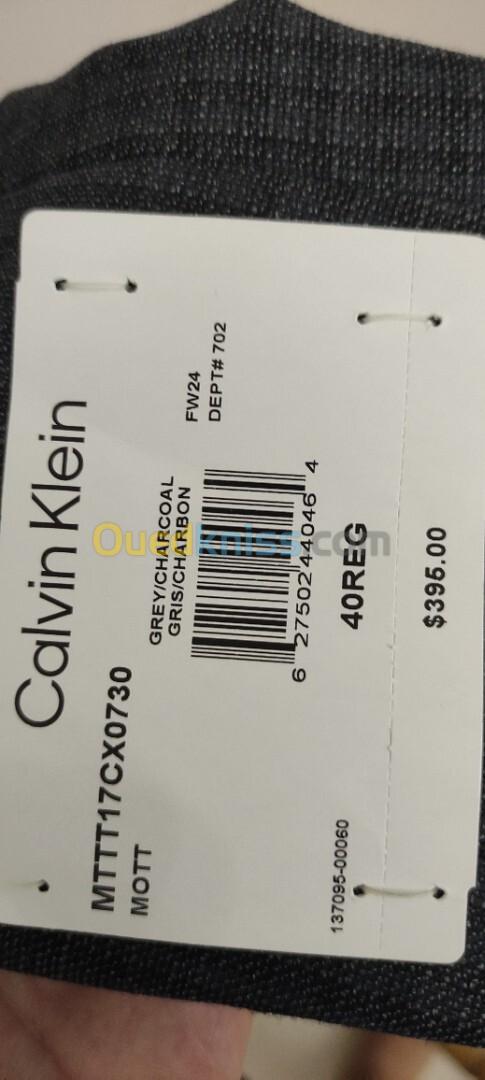 Calvin Klein
MTTT17CX0730
MOTT
GREY/CHARCOAL
GRIS/CHARBON
FW24
DEPT# 702
6 27502 44046 4
40REG
137095-00060
$395.00
Ouedkniss.com